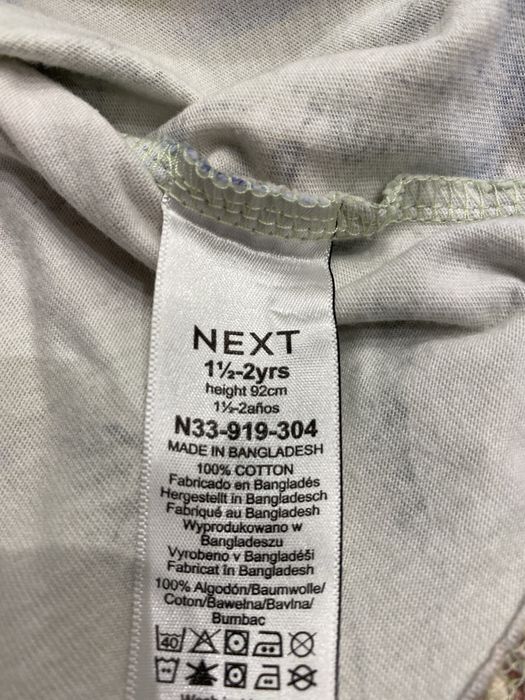 NEXT
1½-2yrs
height 92cm
1½-2años
N33-919-304
MADE IN BANGLADESH
100% COTTON
Fabricado en Bangladés
Hergestellt in Bangladesch
Fabriqué au Bangladesh
Wyprodukowano w
Bangladeszu
Vyrobeno v Bangladéši
Fabricat în Bangladesh
100% Algodón/Baumwolle/
Coton/Bawełna/Bavlna/
Bumbac
40